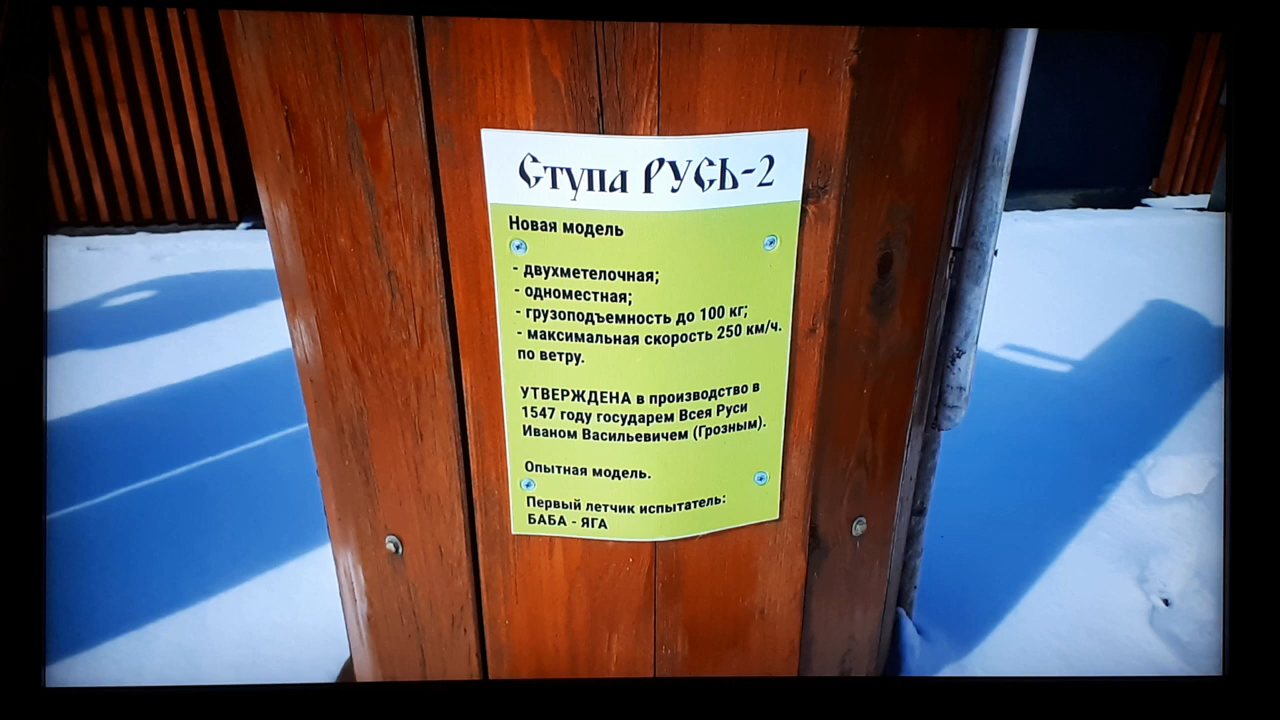 Ступа РУСЬ-2
Новая модель
- двухметелочная;
- одноместная;
- грузоподъемность до 100 кг;
- максимальная скорость 250 км/ч.
по ветру.
УТВЕРЖДЕНА в производство в
1547 году государем Всея Руси
Иваном Васильевичем (Грозным).
Опытная модель.
Первый летчик испытатель:
БАБА - ЯГА